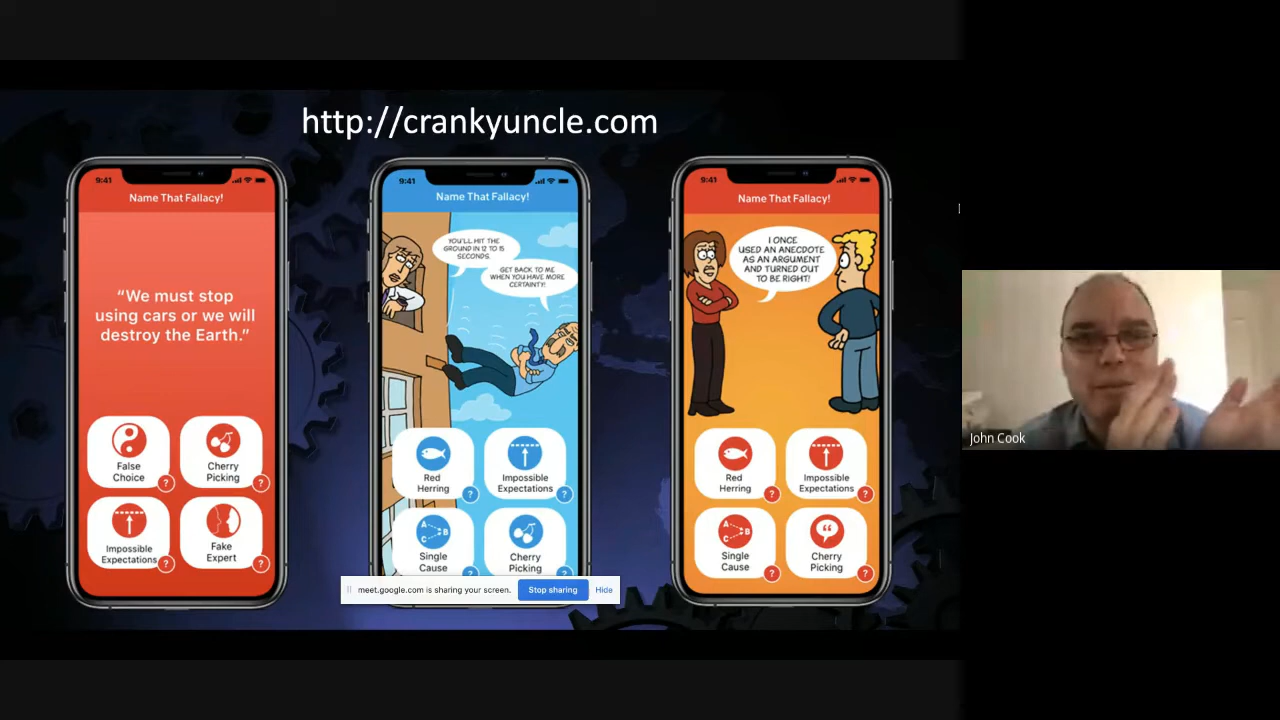 http://crankyuncle.com
9:41
Name That Fallacy!
“We must stop
using cars or we will
destroy the Earth.”
False
Choice
?
Cherry
Picking
?
Impossible
Expectations
?
Fake
Expert
?
9:41
Name That Fallacy!
YOU'LL HIT THE
GROUND IN 12 TO 15
SECONDS.
GET BACK TO ME
WHEN YOU HAVE MORE
CERTAINTY!
Red
Herring
?
Impossible
Expectations
?
A
B
C
Single
Cause
?
Cherry
Picking
?
meet.google.com is sharing your screen.
Stop sharing
Hide
9:41
Name That Fallacy!
I ONCE
USED AN ANECDOTE
AS AN ARGUMENT
AND TURNED OUT
TO BE RIGHT!
Red
Herring
?
Impossible
Expectations
?
A
B
C
Single
Cause
?
Cherry
Picking
?
John Cook